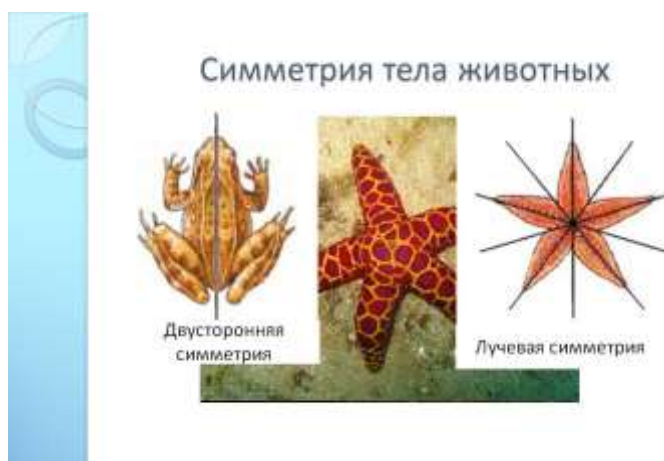 Симметрия тела животных
Двусторонняя
симметрия
Лучевая симметрия